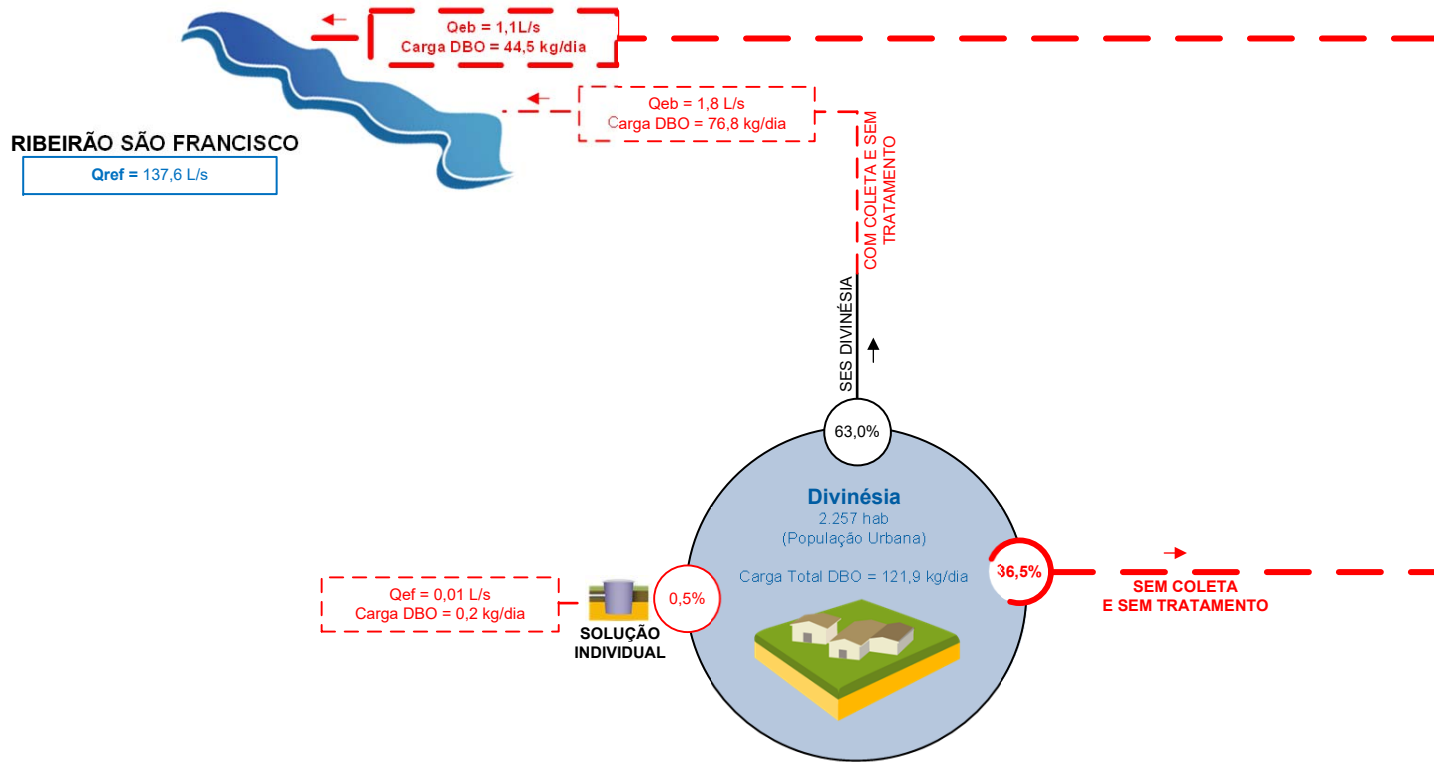 Qeb = 1,1L/s
Carga DBO = 44,5 kg/dia
Qeb = 1,8 L/s
Carga DBO = 76,8 kg/dia
RIBEIRÃO SÃO FRANCISCO
Qref = 137,6 L/s
COM COLETA E SEM
TRATAMENTO
SES DIVINÉSIA
63,0%
Divinésia
2.257 hab
(População Urbana)
Carga Total DBO = 121,9 kg/dia
36,5%
SEM COLETA
E SEM TRATAMENTO
0,5%
Qef = 0,01 L/s
Carga DBO = 0,2 kg/dia
SOLUÇÃO
INDIVIDUAL